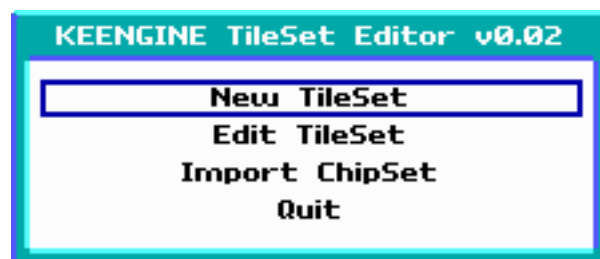 KEENGINE TileSet Editor v0.02
New TileSet
Edit TileSet
Import ChipSet
Quit